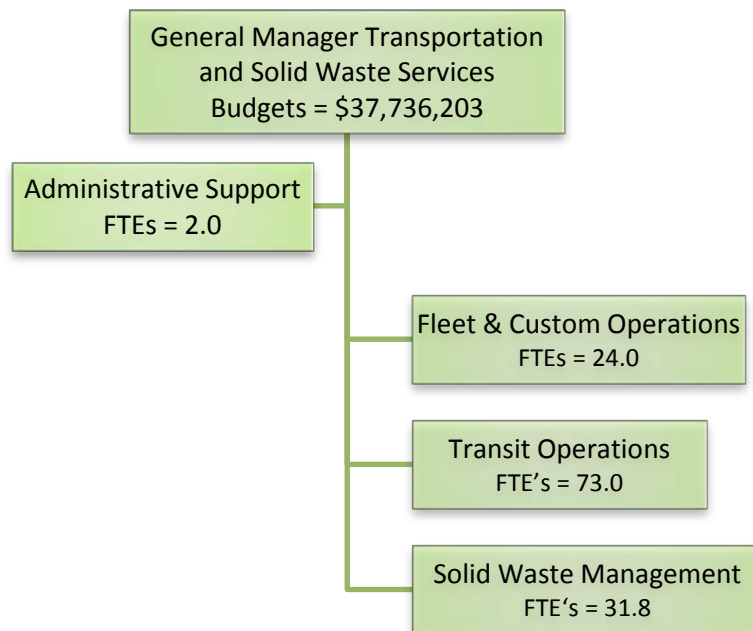 General Manager Transportation
and Solid Waste Services
Budgets = $37,736,203
Administrative Support
FTEs = 2.0
Fleet & Custom Operations
FTEs = 24.0
Transit Operations
FTE’s = 73.0
Solid Waste Management
FTE‘s = 31.8